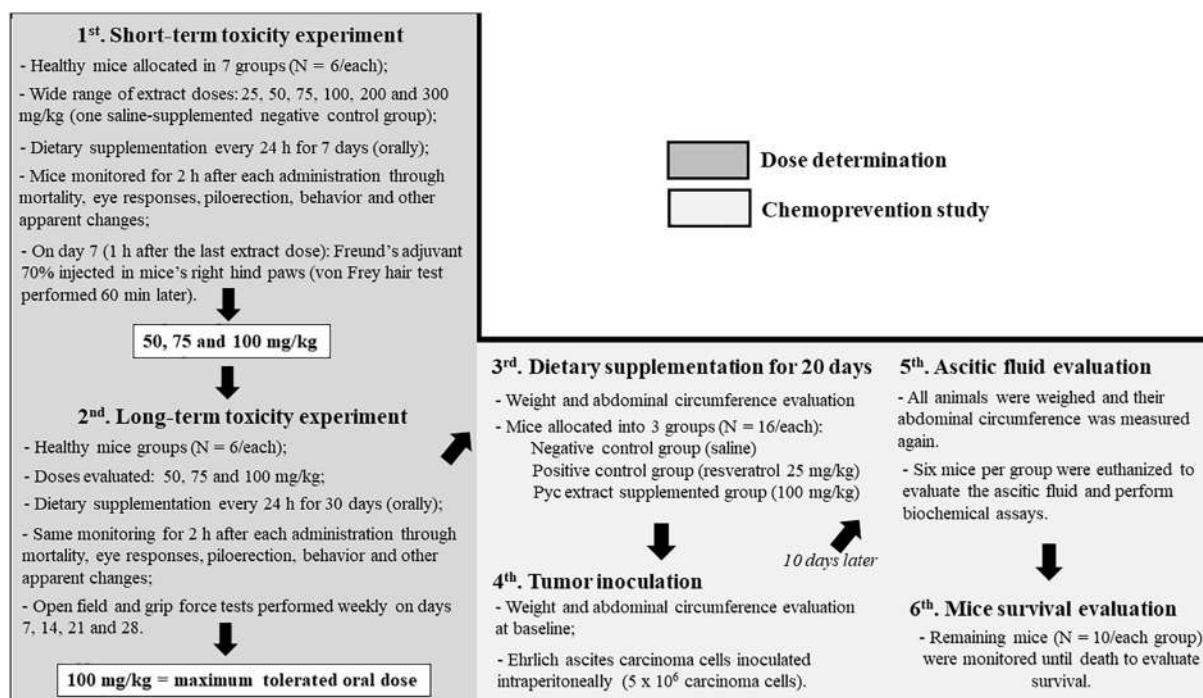 1st. Short-term toxicity experiment
- Healthy mice allocated in 7 groups (N = 6/each);
- Wide range of extract doses: 25, 50, 75, 100, 200 and 300
mg/kg (one saline-supplemented negative control group);
- Dietary supplementation every 24 h for 7 days (orally);
- Mice monitored for 2 h after each administration through
mortality, eye responses, piloerection, behavior and other
apparent changes;
- On day 7 (1 h after the last extract dose): Freund's adjuvant
70% injected in mice's right hind paws (von Frey hair test
performed 60 min later).
50, 75 and 100 mg/kg
2nd. Long-term toxicity experiment
- Healthy mice groups (N = 6/each);
- Doses evaluated: 50, 75 and 100 mg/kg;
- Dietary supplementation every 24 h for 30 days (orally);
- Same monitoring for 2 h after each administration through
mortality, eye responses, piloerection, behavior and other
apparent changes;
- Open field and grip force tests performed weekly on days
7, 14, 21 and 28.
100 mg/kg = maximum tolerated oral dose
Dose determination
Chemoprevention study
3rd. Dietary supplementation for 20 days
- Weight and abdominal circumference evaluation
- Mice allocated into 3 groups (N = 16/each):
Negative control group (saline)
Positive control group (resveratrol 25 mg/kg)
Pyc extract supplemented group (100 mg/kg)
10 days later
4th. Tumor inoculation
- Weight and abdominal circumference evaluation
at baseline;
- Ehrlich ascites carcinoma cells inoculated
intraperitoneally (5 x 10⁶ carcinoma cells).
5th. Ascitic fluid evaluation
- All animals were weighed and their
abdominal circumference was measured
again.
- Six mice per group were euthanized to
evaluate the ascitic fluid and perform
biochemical assays.
6th. Mice survival evaluation
- Remaining mice (N = 10/each group)
were monitored until death to evaluate
survival.